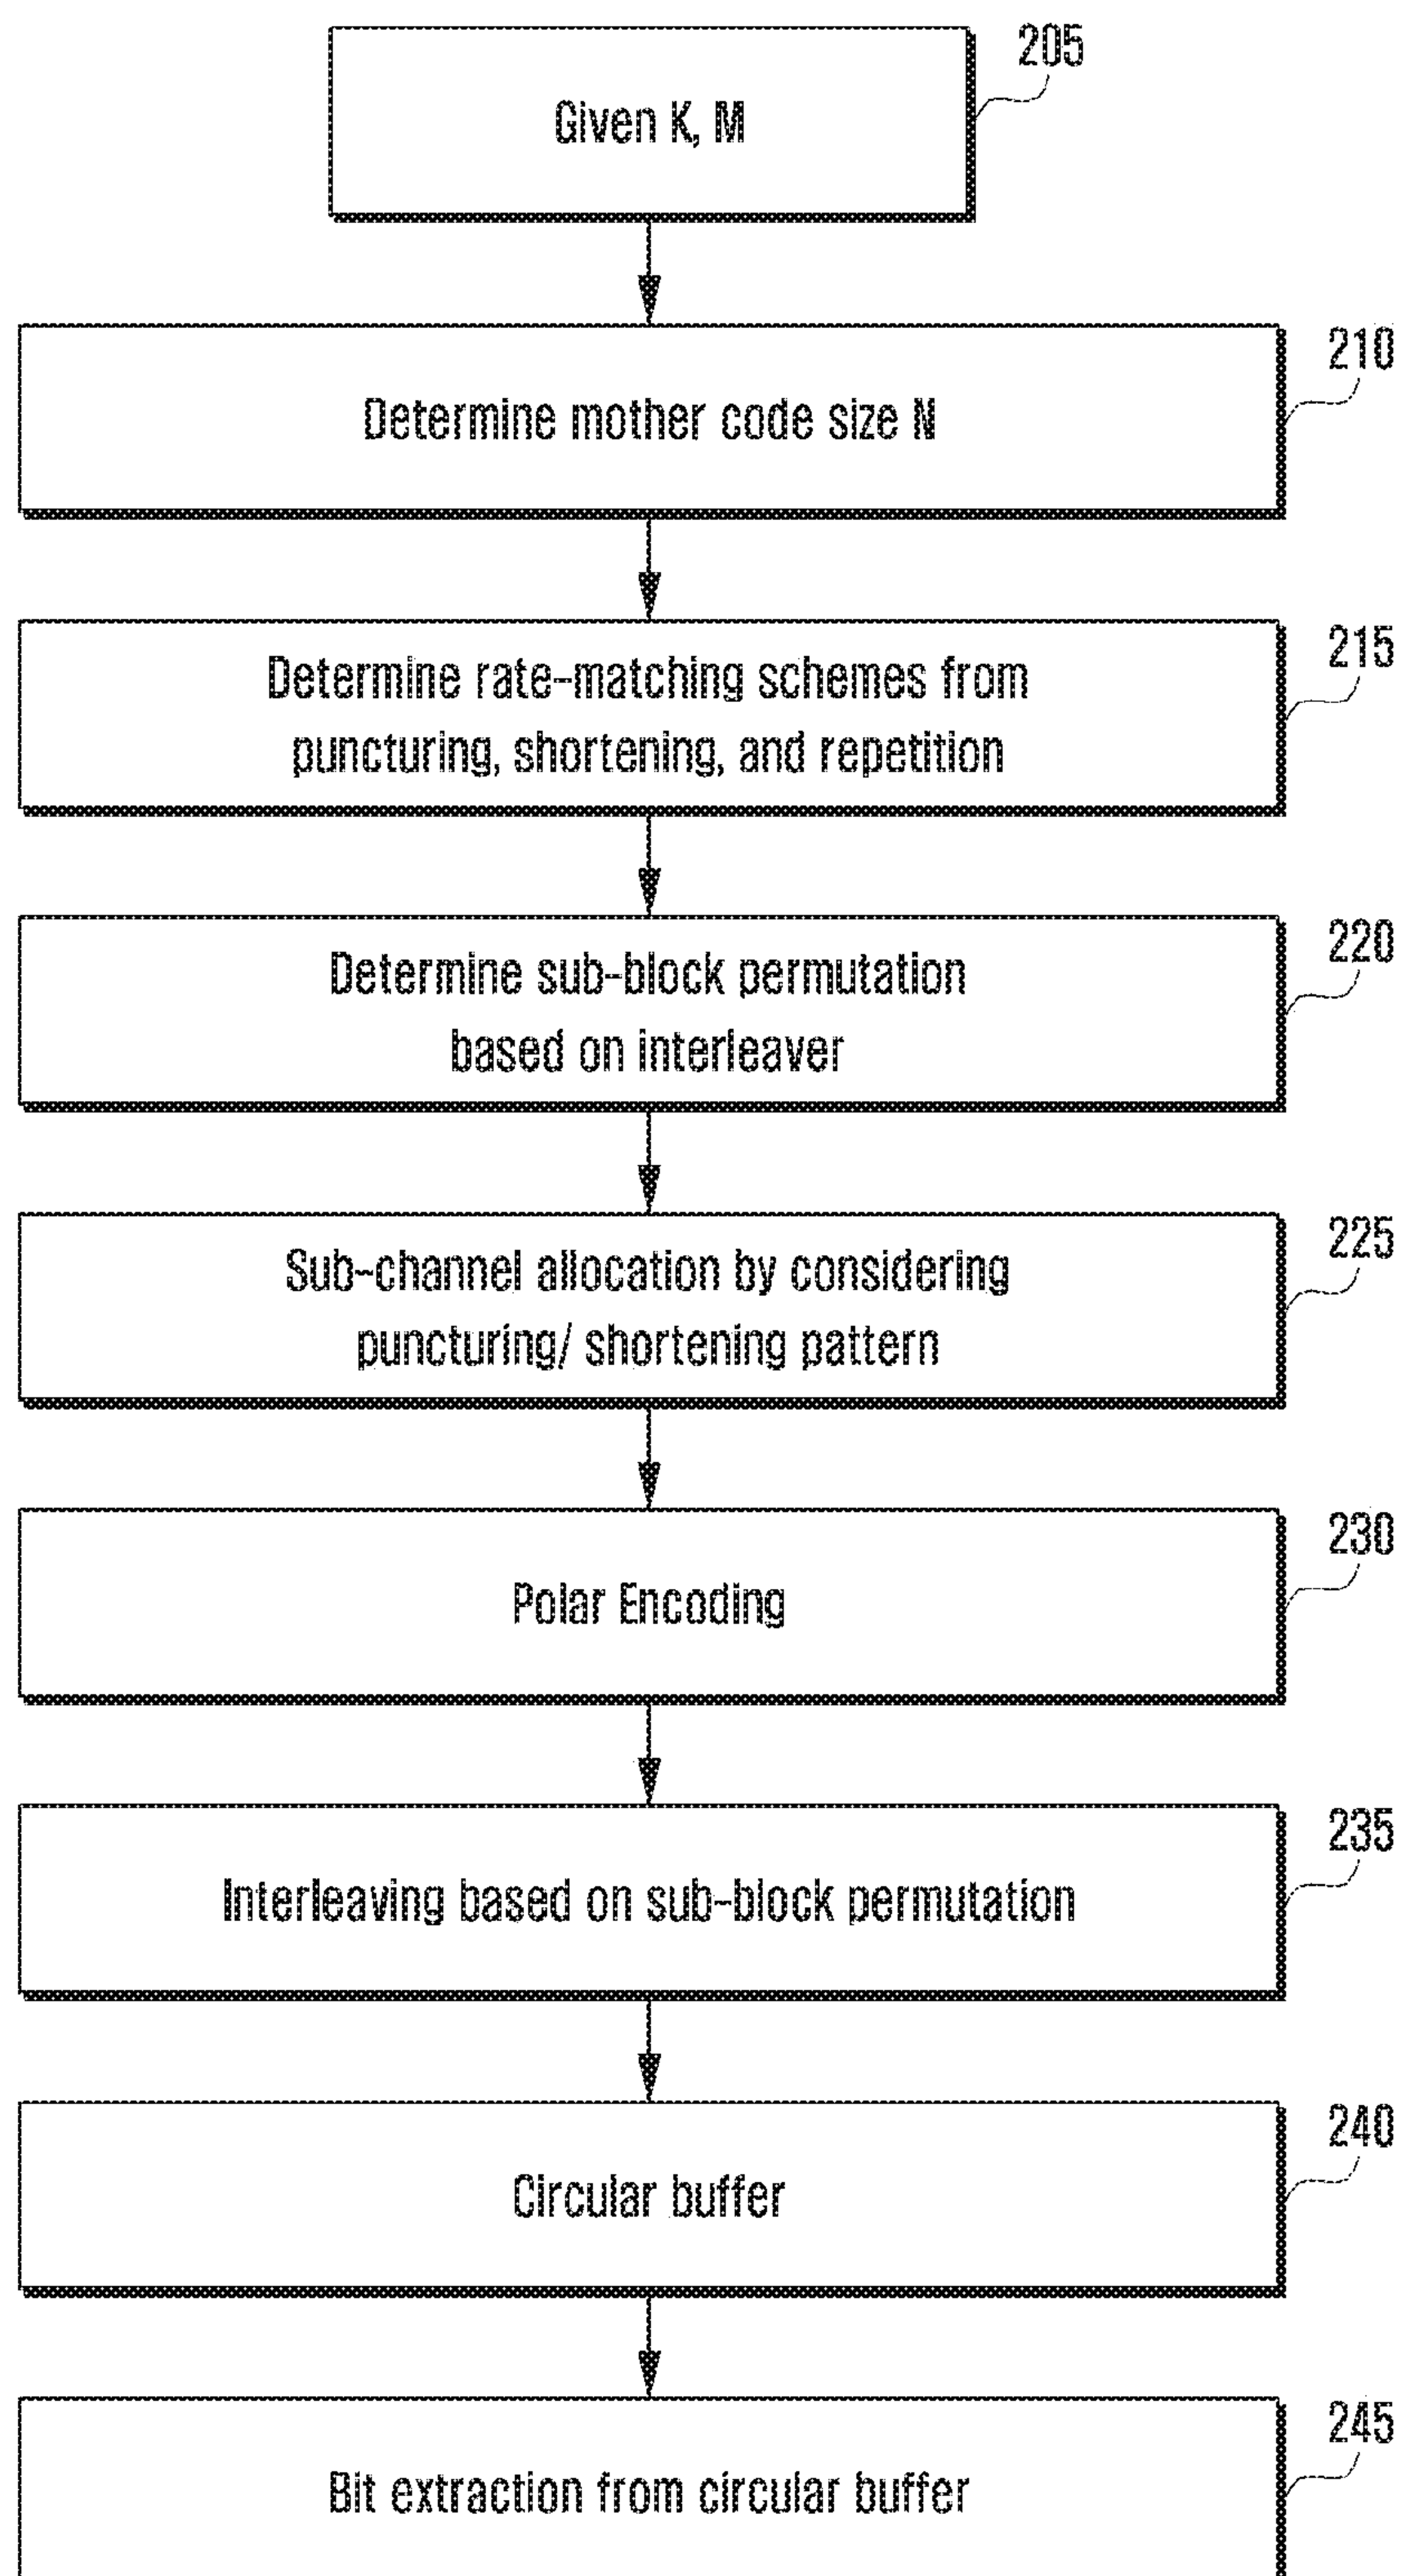 205
Given K, M
210
Determine mother code size N
215
Determine rate-matching schemes from
puncturing, shortening, and repetition
220
Determine sub-block permutation
based on interleaver
225
Sub-channel allocation by considering
puncturing/ shortening pattern
230
Polar Encoding
235
Interleaving based on sub-block permutation
240
Circular buffer
245
Bit extraction from circular buffer